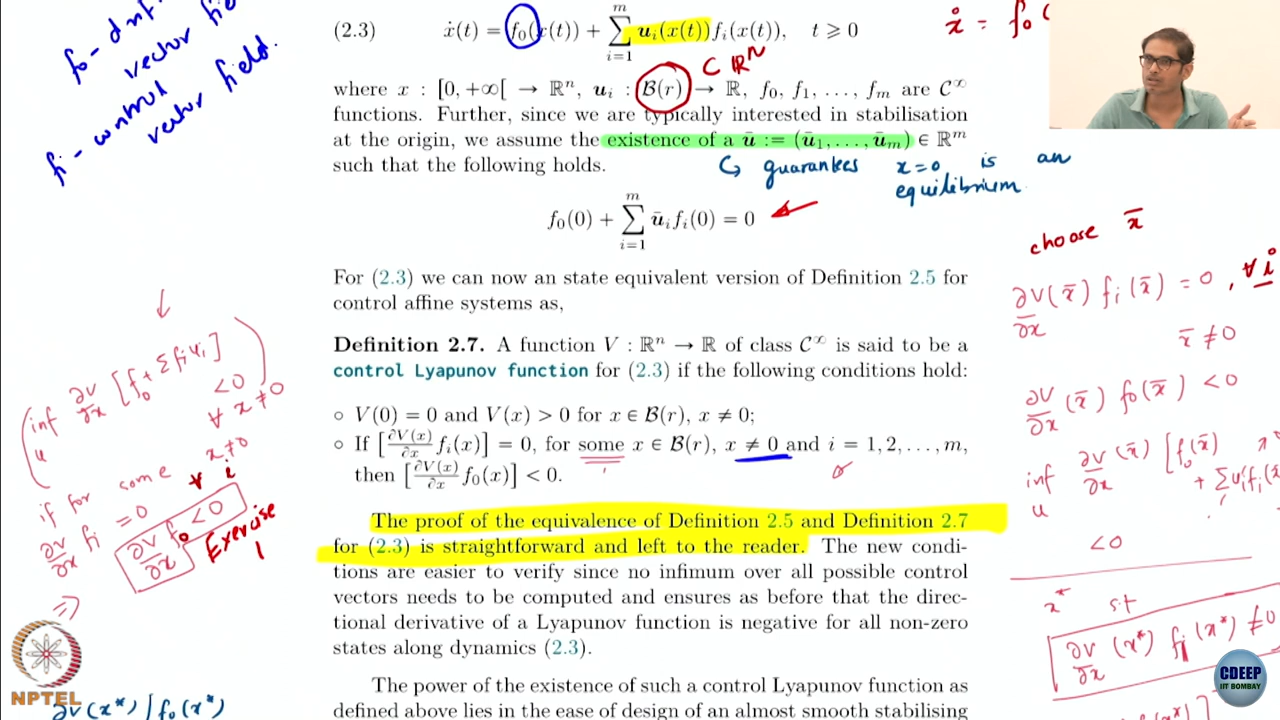 f₀ - drift
vector field
fᵢ - control
vector field.
(2.3) ẋ(t) = f₀(x(t)) + ∑ᵢ₌₁ᵐ uᵢ(x(t))fᵢ(x(t)), t ⩾ 0
ẋ = f₀(
⊂ ℝⁿ
where x : [0, +∞[ → ℝⁿ, uᵢ : ℬ(r) → ℝ, f₀, f₁, . . . , fₘ are 𝒞^∞
functions. Further, since we are typically interested in stabilisation
at the origin, we assume the existence of a ū := (ū₁, . . . , ūₘ) ∈ ℝᵐ
such that the following holds.
↪ guarantees x=0 is an
equilibrium.
f₀(0) + ∑ᵢ₌₁ᵐ ūᵢfᵢ(0) = 0
For (2.3) we can now an state equivalent version of Definition 2.5 for
control affine systems as,
Definition 2.7. A function V : ℝⁿ → ℝ of class 𝒞^∞ is said to be a
control Lyapunov function for (2.3) if the following conditions hold:
○ V(0) = 0 and V(x) > 0 for x ∈ ℬ(r), x ≠ 0;
○ If [∂V(x)/∂x fᵢ(x)] = 0, for some x ∈ ℬ(r), x ≠ 0 and i = 1, 2, . . . , m,
then [∂V(x)/∂x f₀(x)] < 0.
The proof of the equivalence of Definition 2.5 and Definition 2.7
for (2.3) is straightforward and left to the reader. The new condi-
tions are easier to verify since no infimum over all possible control
vectors needs to be computed and ensures as before that the direc-
tional derivative of a Lyapunov function is negative for all non-zero
states along dynamics (2.3).
The power of the existence of such a control Lyapunov function as
defined above lies in the ease of design of an almost smooth stabilising
↓
( inf u ∂V/∂x [f₀ + ∑fᵢuᵢ]
<0
∀ x≠0 )
if for some x≠0
∂V/∂x fᵢ = 0 ∀ i
⇒ ∂V/∂x f₀ < 0
Exercise
1
∂V(x*) / f₀(x*)
choose x̄
∂V(x̄)/∂x fᵢ(x̄) = 0, ∀ i
x̄ ≠ 0
∂V/∂x (x̄) f₀(x̄) < 0
inf u ∂V/∂x (x̄) [f₀(x̄)
+ ∑uᵢfᵢ(x̄
<0
x* st
∂V/∂x (x*) fⱼ(x*) ≠ 0
NPTEL
CDEEP
IIT BOMBAY